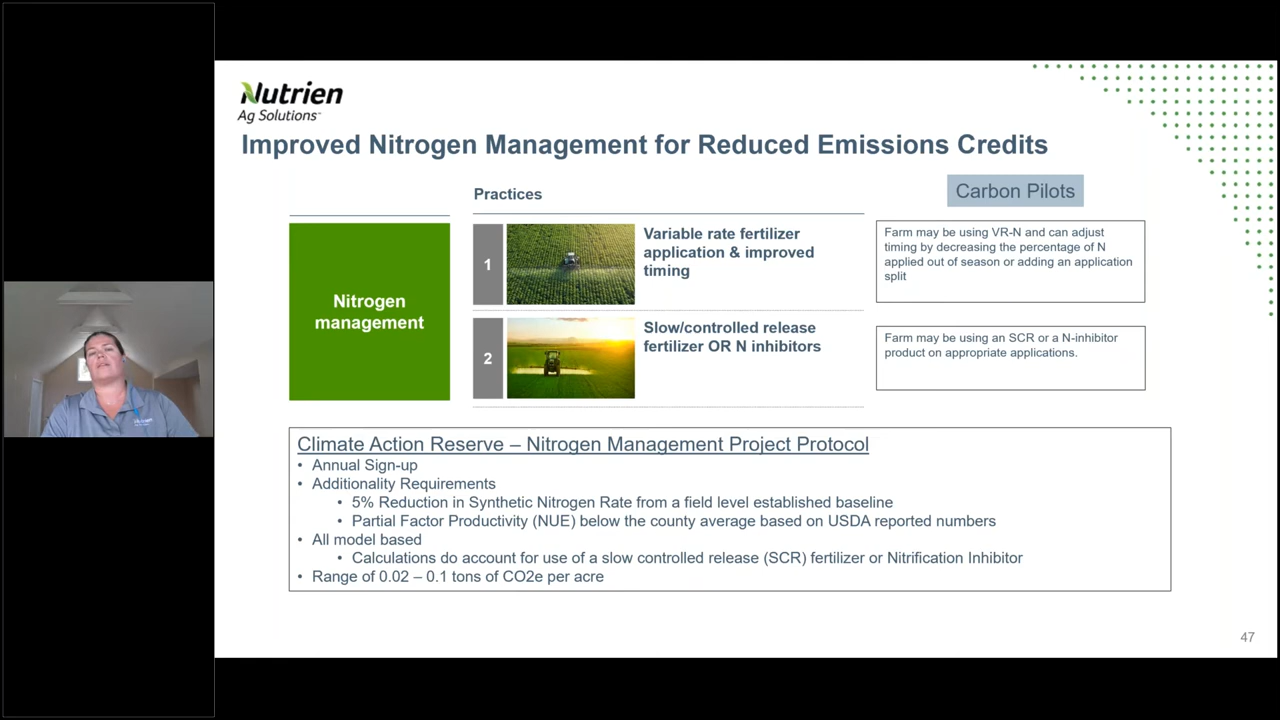 Nutrien
Ag Solutions™
Improved Nitrogen Management for Reduced Emissions Credits
Practices
Carbon Pilots
Nitrogen
management
1
Variable rate fertilizer
application & improved
timing
Farm may be using VR-N and can adjust
timing by decreasing the percentage of N
applied out of season or adding an application
split
2
Slow/controlled release
fertilizer OR N inhibitors
Farm may be using an SCR or a N-inhibitor
product on appropriate applications.
Climate Action Reserve – Nitrogen Management Project Protocol
• Annual Sign-up
• Additionality Requirements
• 5% Reduction in Synthetic Nitrogen Rate from a field level established baseline
• Partial Factor Productivity (NUE) below the county average based on USDA reported numbers
• All model based
• Calculations do account for use of a slow controlled release (SCR) fertilizer or Nitrification Inhibitor
• Range of 0.02 – 0.1 tons of CO2e per acre
47